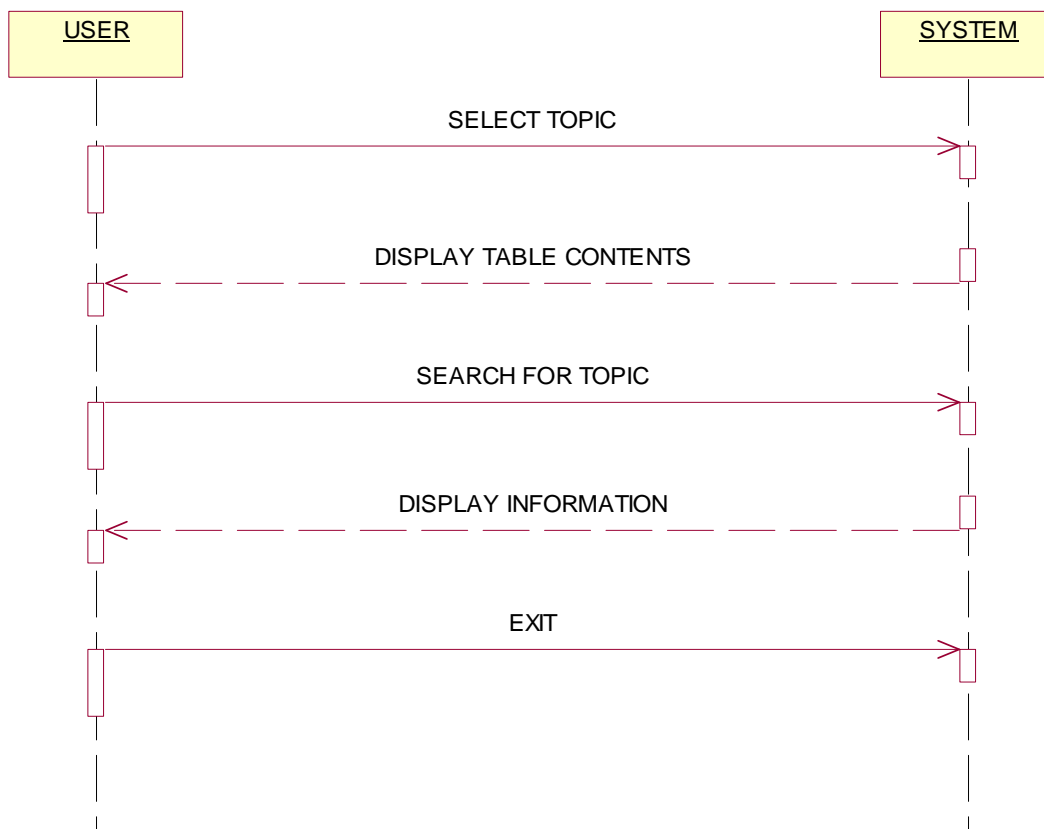 USER
SYSTEM
SELECT TOPIC
DISPLAY TABLE CONTENTS
SEARCH FOR TOPIC
DISPLAY INFORMATION
EXIT